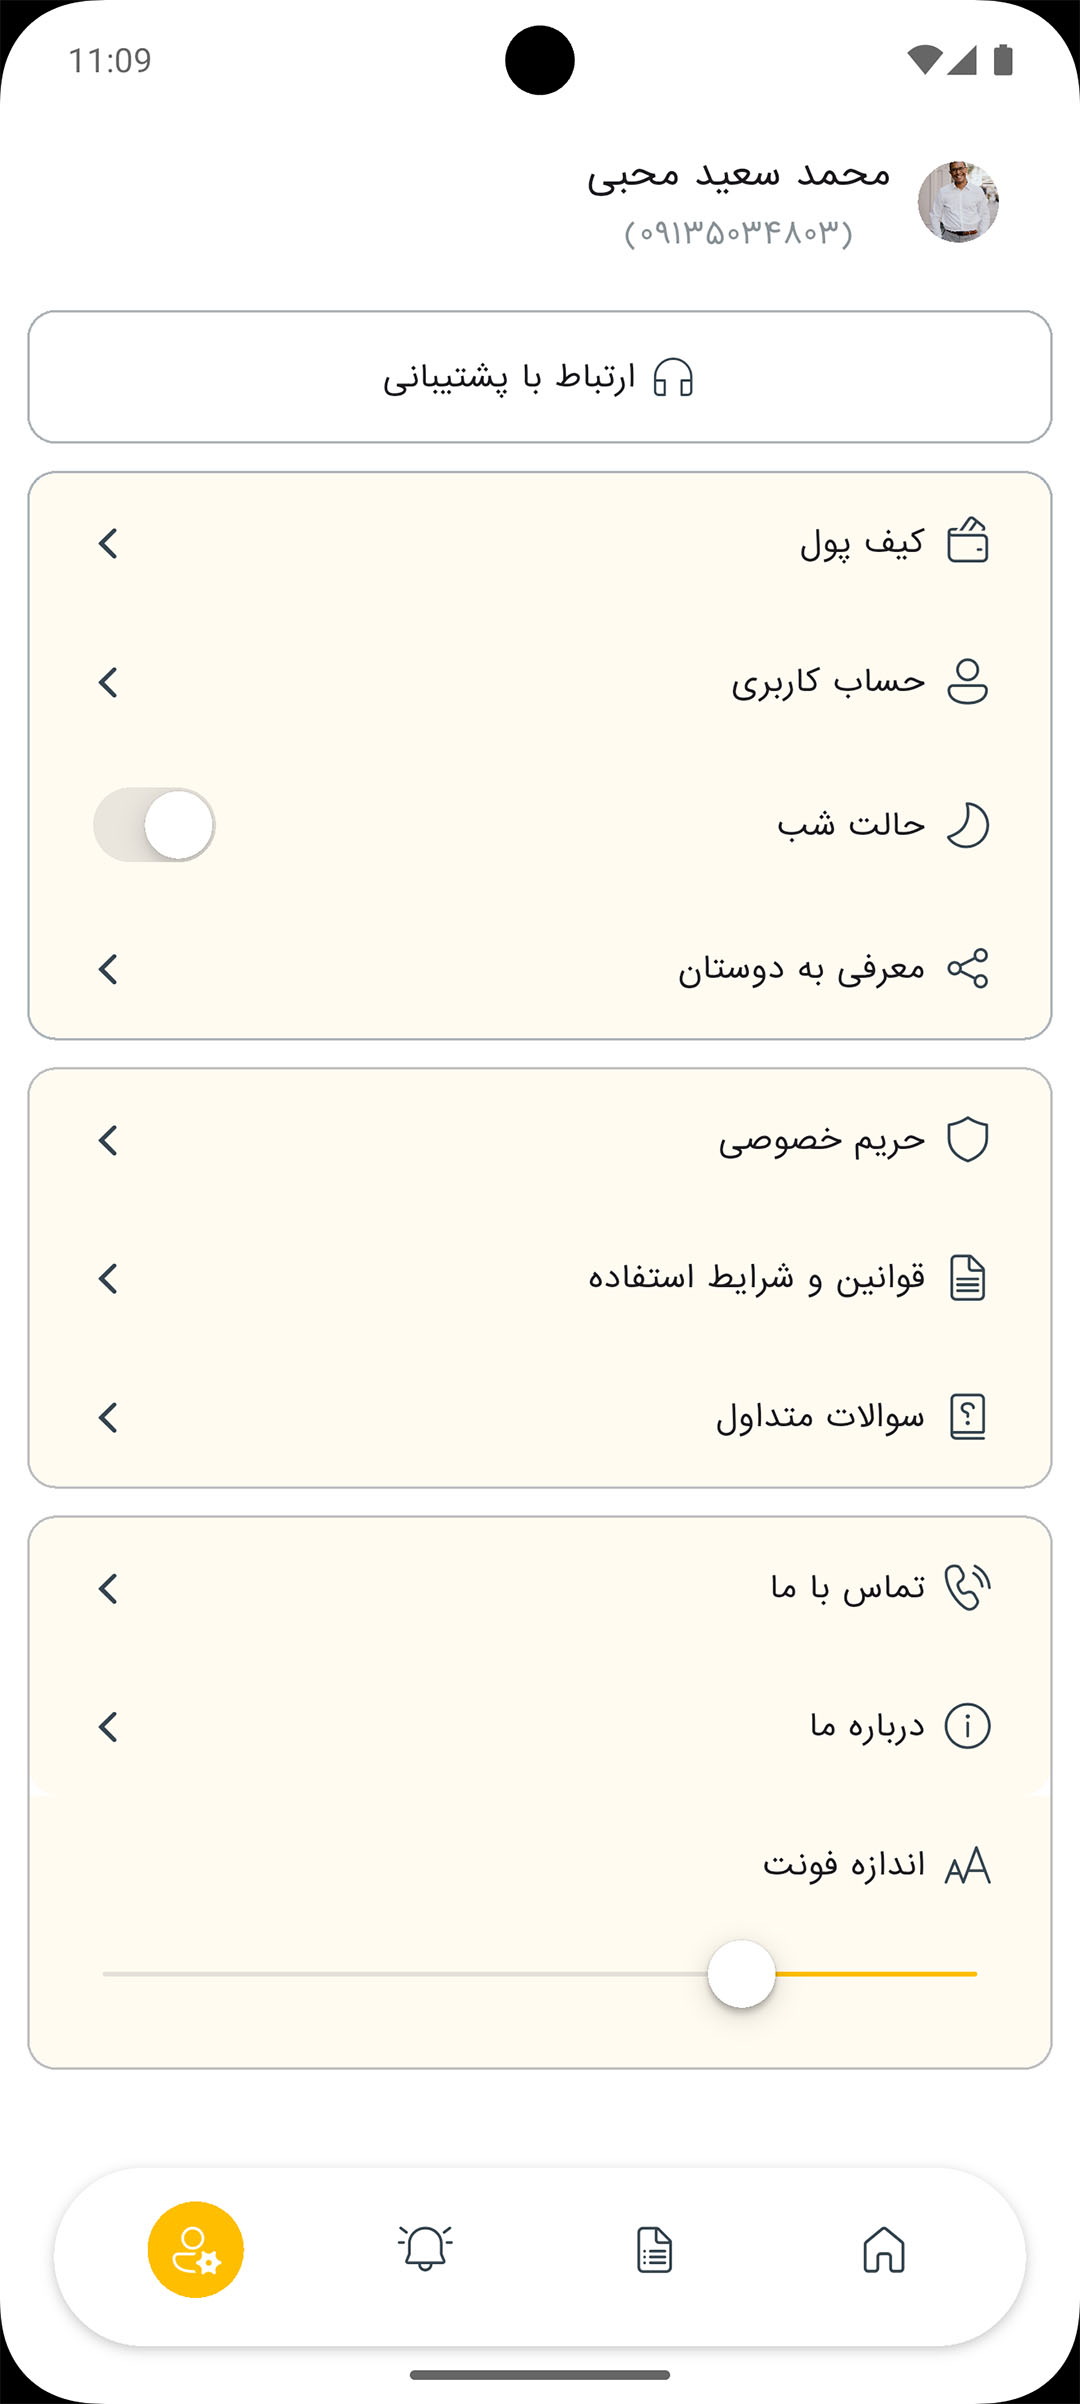 11:09
محمد سعید محبی
(۰۹۱۳۵۰۳۴۸۰۳)
ارتباط با پشتیبانی
کیف پول
حساب کاربری
حالت شب
معرفی به دوستان
حریم خصوصی
قوانین و شرایط استفاده
سوالات متداول
تماس با ما
درباره ما
اندازه فونت